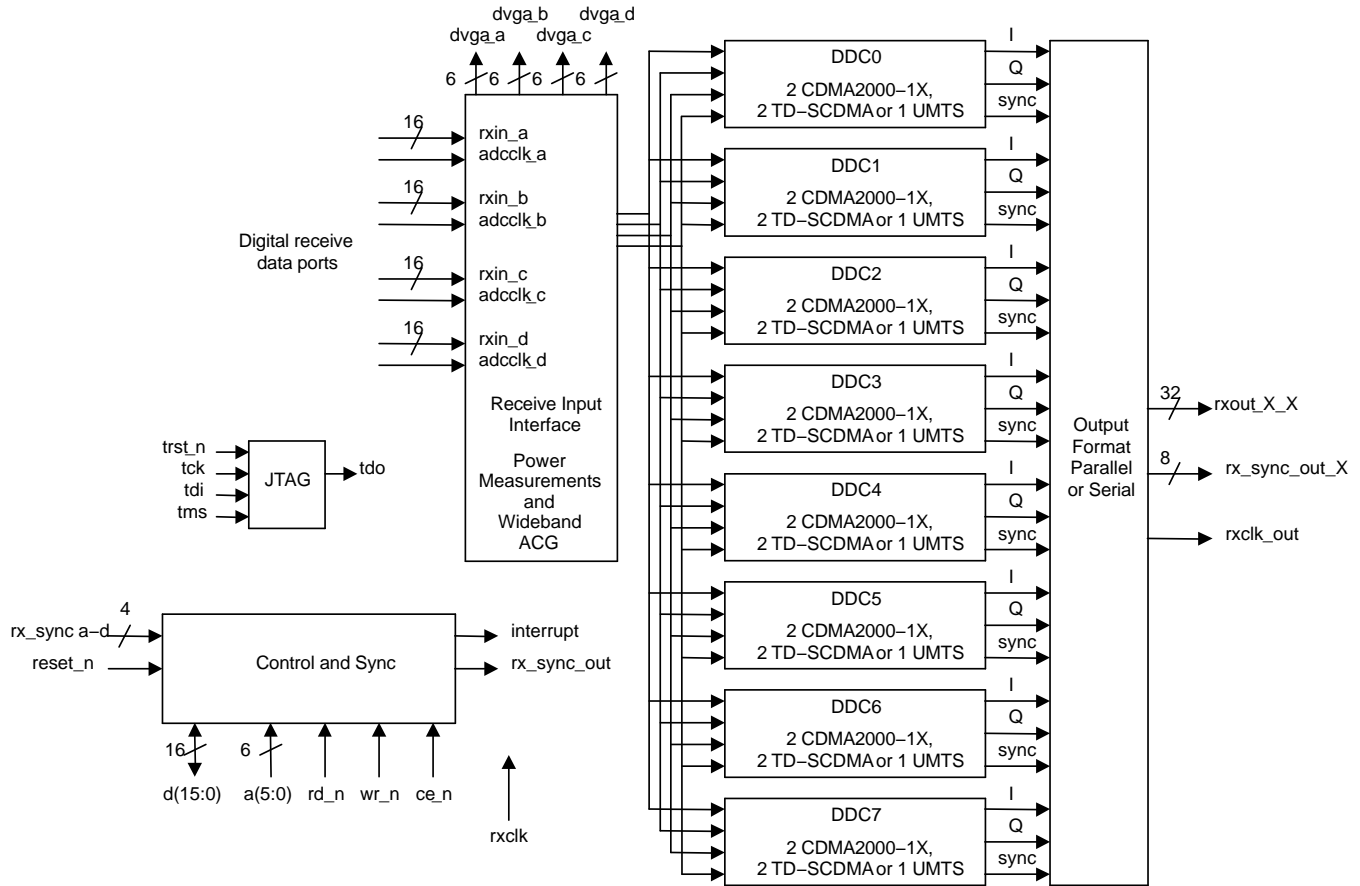 dvga_b dvga_d
dvga_a dvga_c
6 6 6 6
16
rxin_a
adcclk_a
16
rxin_b
adcclk_b
Digital receive
data ports
16
rxin_c
adcclk_c
16
rxin_d
adcclk_d
Receive Input
Interface
Power
Measurements
and
Wideband
ACG
trst_n
tck
tdi
tms
JTAG
tdo
4
rx_sync a–d
reset_n
Control and Sync
interrupt
rx_sync_out
16 6
d(15:0) a(5:0) rd_n wr_n ce_n
rxclk
DDC0
2 CDMA2000–1X,
2 TD–SCDMA or 1 UMTS
I
Q
sync
DDC1
2 CDMA2000–1X,
2 TD–SCDMA or 1 UMTS
I
Q
sync
DDC2
2 CDMA2000–1X,
2 TD–SCDMA or 1 UMTS
I
Q
sync
DDC3
2 CDMA2000–1X,
2 TD–SCDMA or 1 UMTS
I
Q
sync
DDC4
2 CDMA2000–1X,
2 TD–SCDMA or 1 UMTS
I
Q
sync
DDC5
2 CDMA2000–1X,
2 TD–SCDMA or 1 UMTS
I
Q
sync
DDC6
2 CDMA2000–1X,
2 TD–SCDMA or 1 UMTS
I
Q
sync
DDC7
2 CDMA2000–1X,
2 TD–SCDMA or 1 UMTS
I
Q
sync
Output
Format
Parallel
or Serial
32
rxout_X_X
8
rx_sync_out_X
rxclk_out